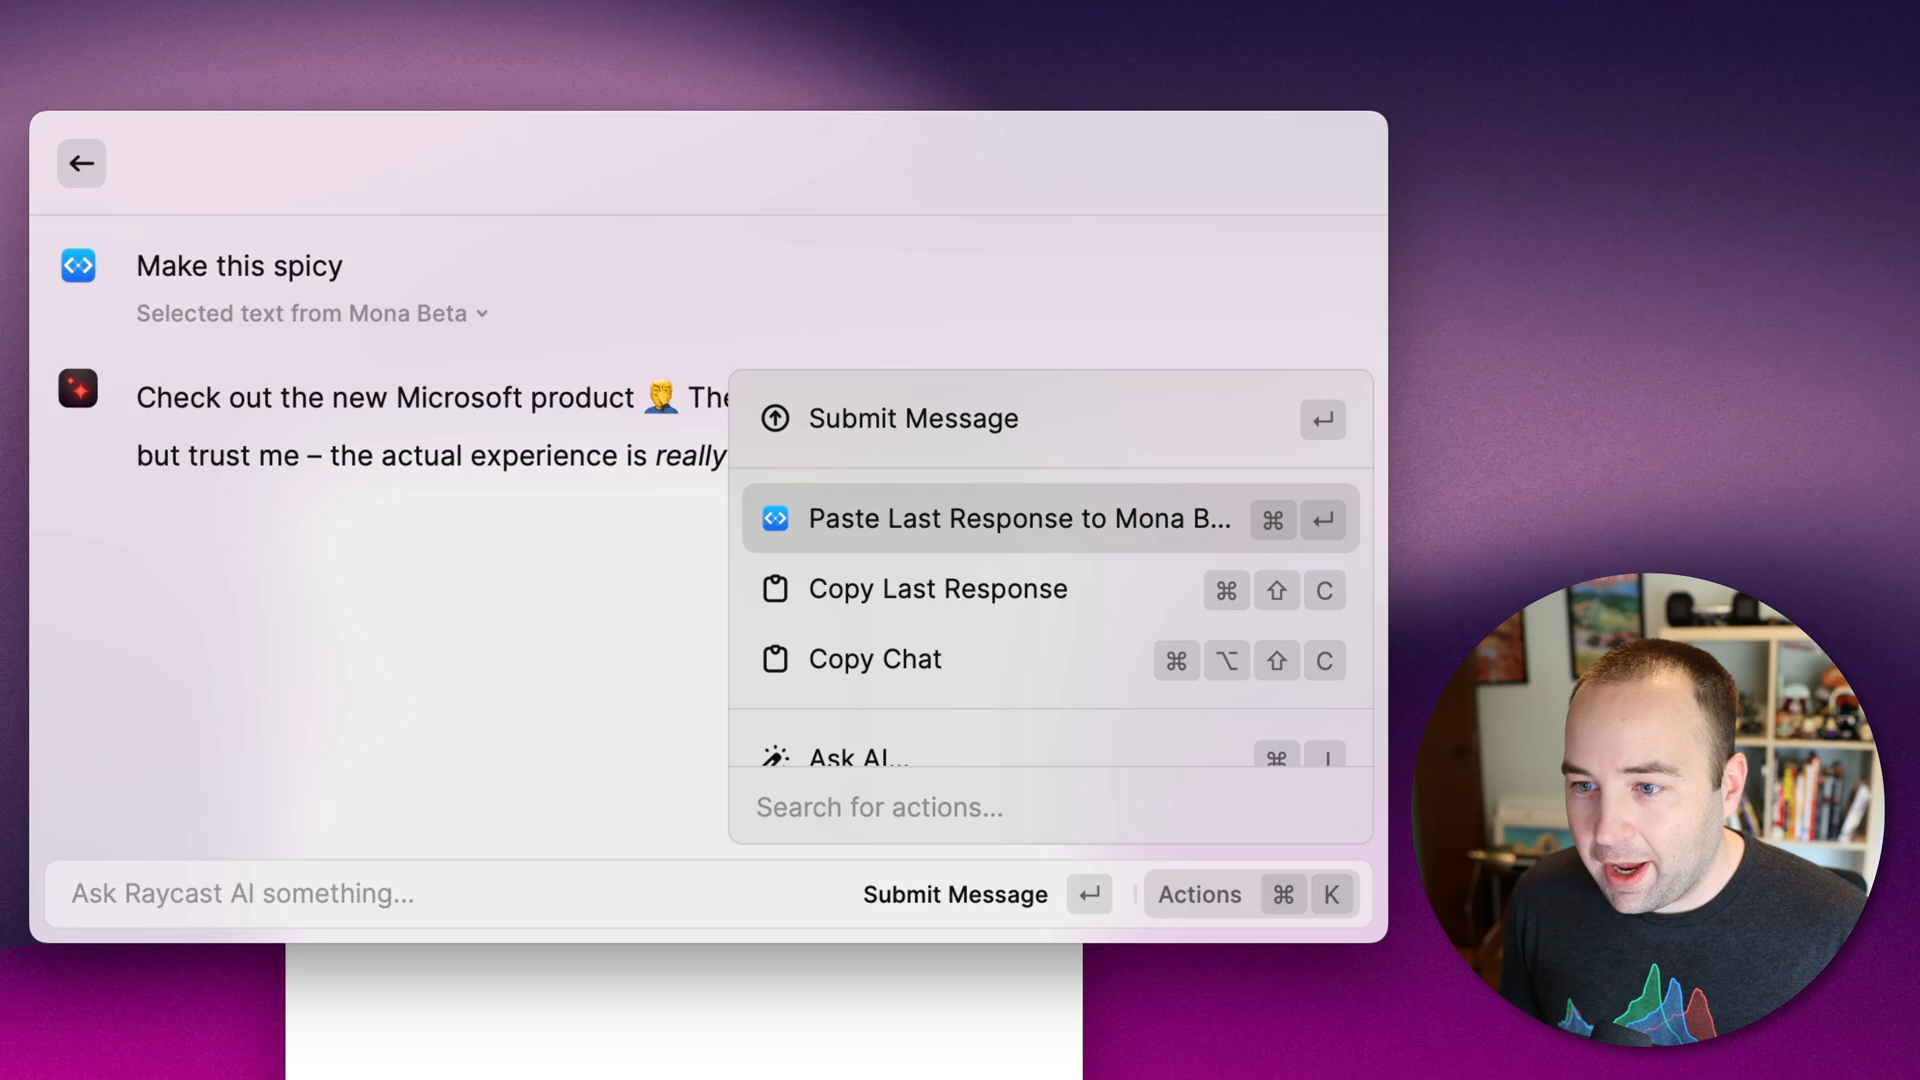 Make this spicy
Selected text from Mona Beta
Check out the new Microsoft product 🤦 The
but trust me – the actual experience is really
Submit Message ↵
Paste Last Response to Mona B... ⌘ ↵
Copy Last Response ⌘ ⇧ C
Copy Chat ⌘ ⌥ ⇧ C
Ask AI... ⌘
Search for actions...
Ask Raycast AI something... Submit Message ↵ Actions ⌘ K